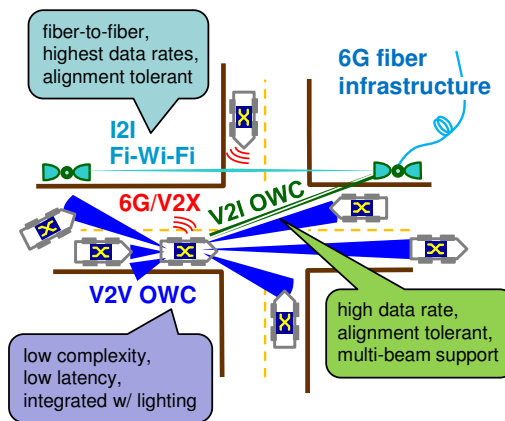 fiber-to-fiber,
highest data rates,
alignment tolerant
6G fiber
infrastructure
I2I
Fi-Wi-Fi
6G/V2X
V2I OWC
V2V OWC
high data rate,
alignment tolerant,
multi-beam support
low complexity,
low latency,
integrated w/ lighting